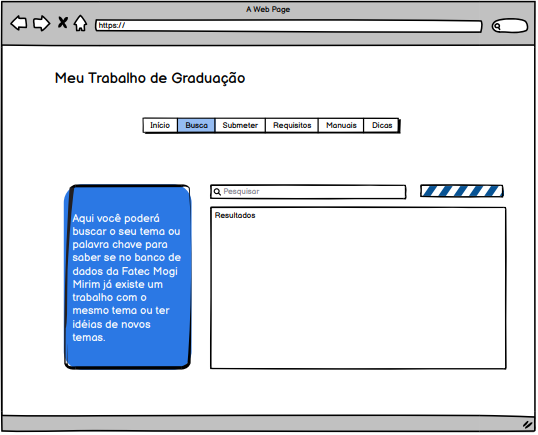 A Web Page
https://
Meu Trabalho de Graduação
Início Busca Submeter Requisitos Manuais Dicas
Pesquisar
Resultados
Aqui você poderá
buscar o seu tema ou
palavra chave para
saber se no banco de
dados da Fatec Mogi
Mirim já existe um
trabalho com o
mesmo tema ou ter
idéias de novos
temas.